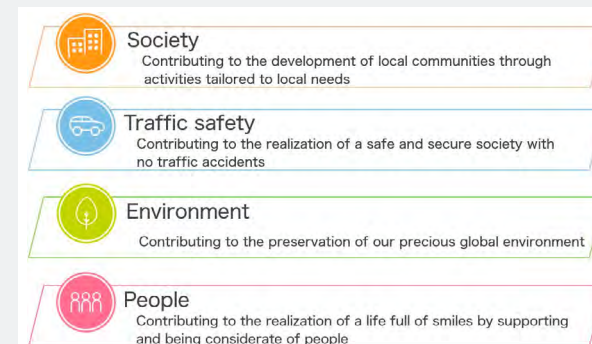 Society
Contributing to the development of local communities through
activities tailored to local needs
Traffic safety
Contributing to the realization of a safe and secure society with
no traffic accidents
Environment
Contributing to the preservation of our precious global environment
People
Contributing to the realization of a life full of smiles by supporting
and being considerate of people